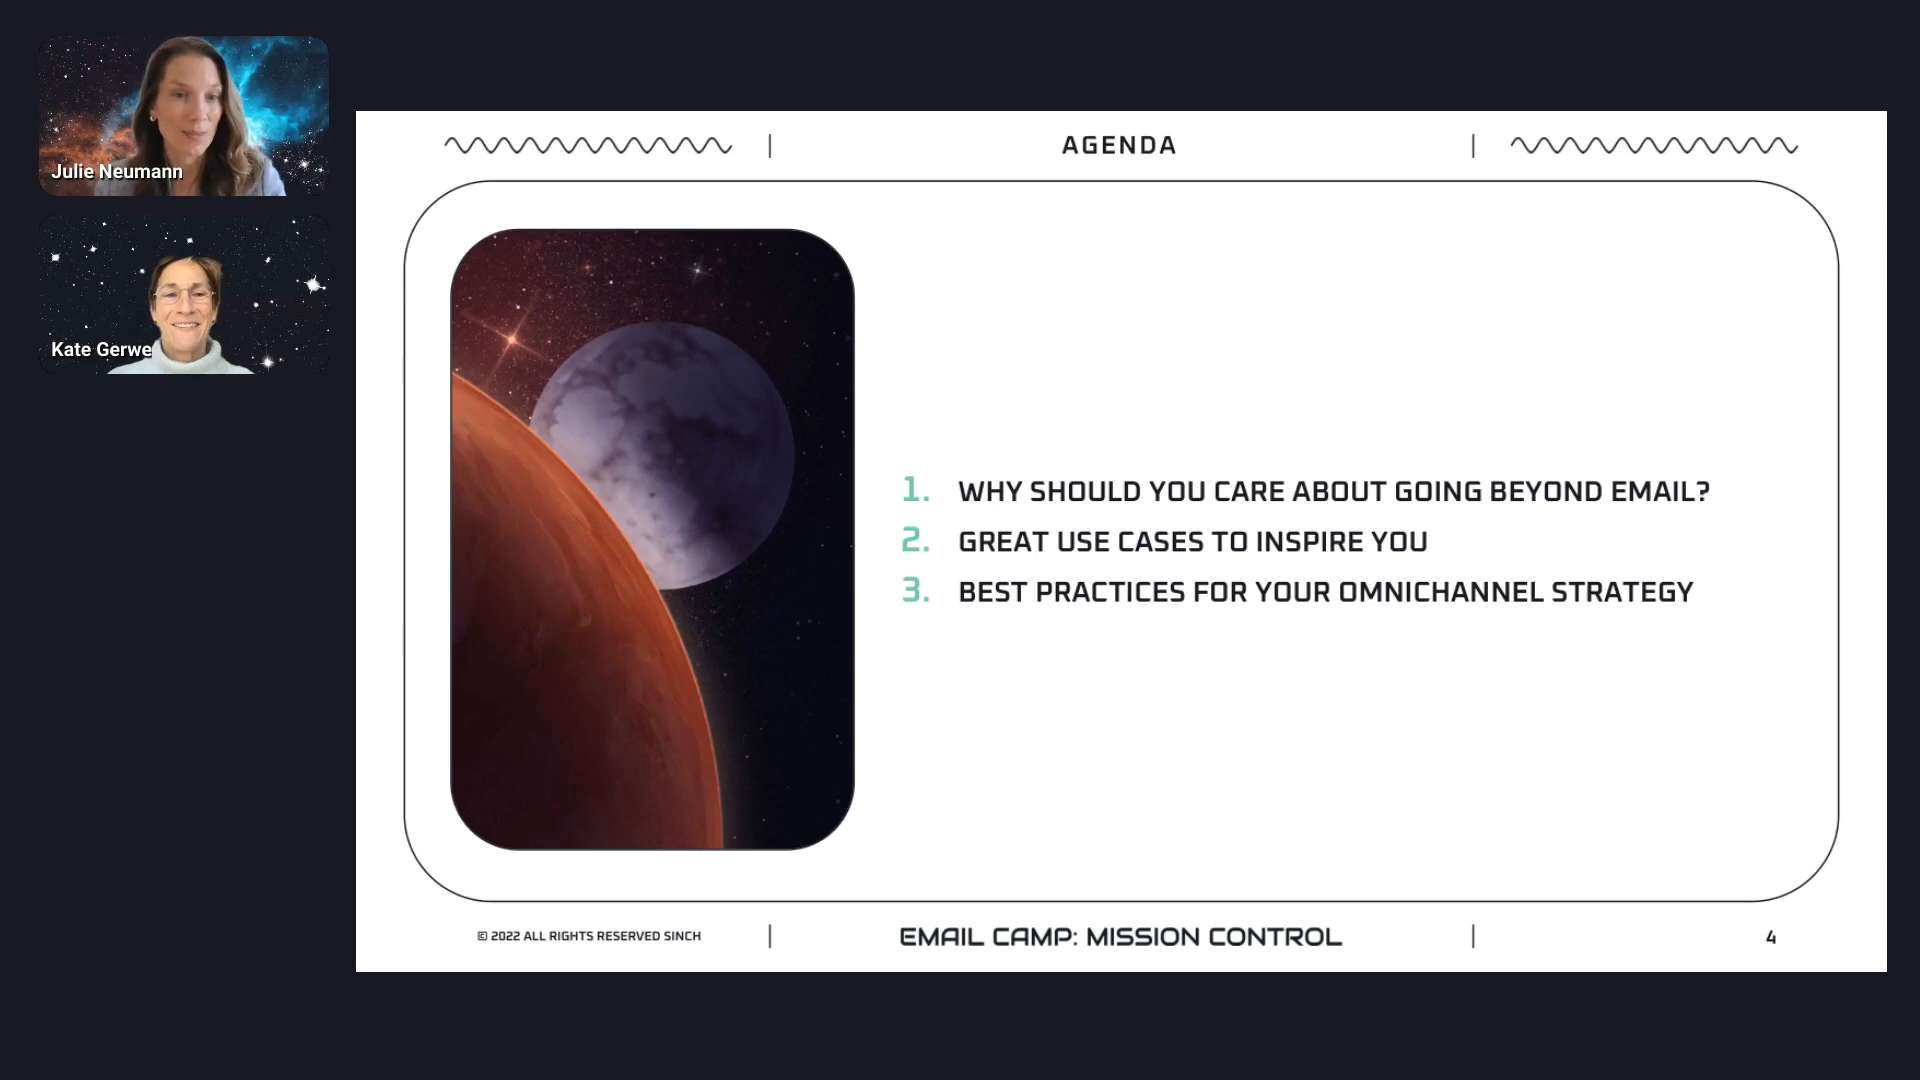 Julie Neumann
Kate Gerwe
AGENDA
1. WHY SHOULD YOU CARE ABOUT GOING BEYOND EMAIL?
2. GREAT USE CASES TO INSPIRE YOU
3. BEST PRACTICES FOR YOUR OMNICHANNEL STRATEGY
© 2022 ALL RIGHTS RESERVED SINCH
EMAIL CAMP: MISSION CONTROL
4